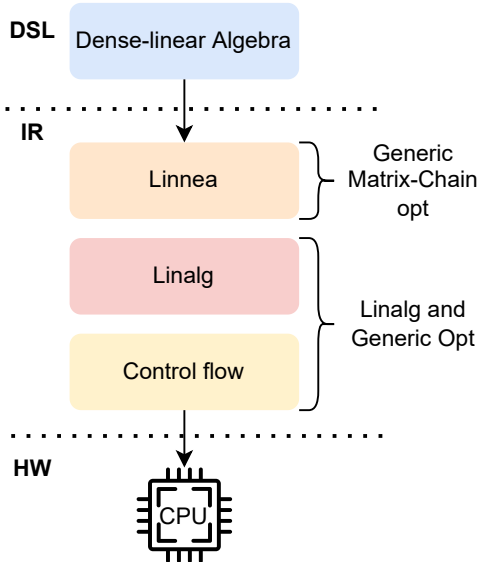 DSL
Dense-linear Algebra
IR
Linnea
Generic
Matrix-Chain
opt
Linalg
Linalg and
Generic Opt
Control flow
HW
CPU